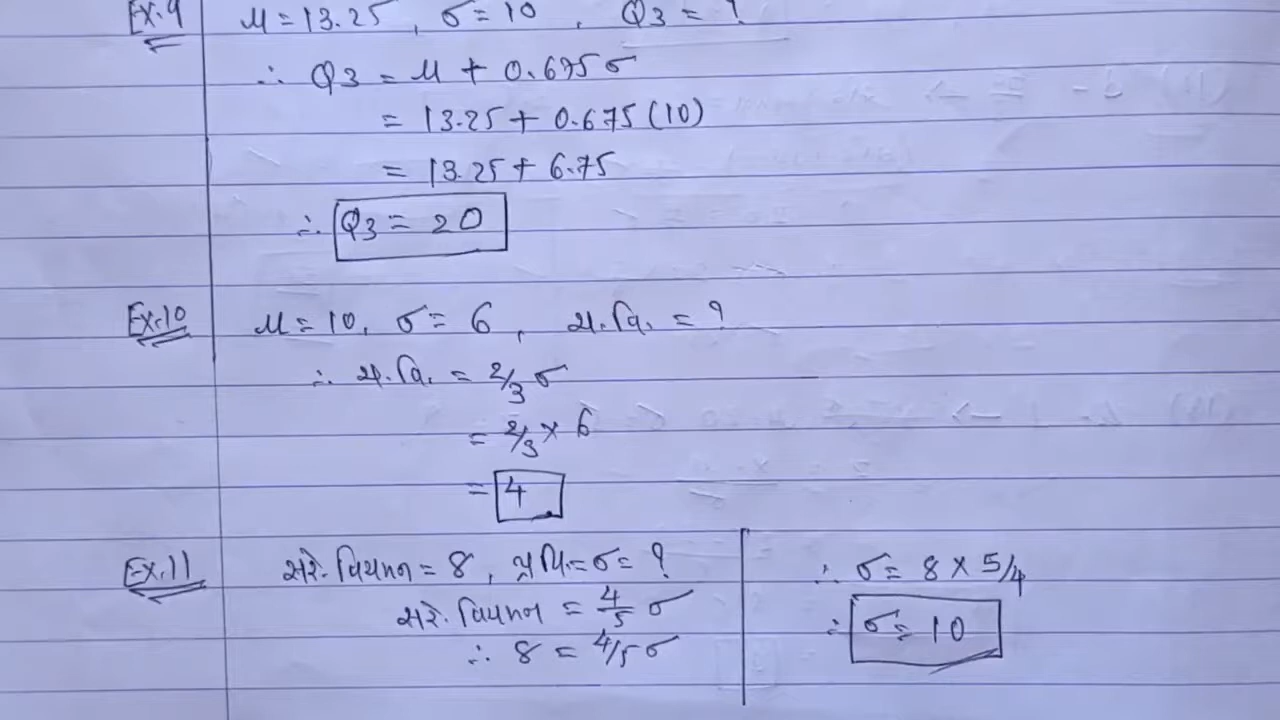 Ex.9 μ = 13.25, σ = 10, Q3 = ?
∴ Q3 = μ + 0.675 σ
= 13.25 + 0.675 (10)
= 13.25 + 6.75
∴ Q3 = 20
Ex.10 μ = 10, σ = 6, ચ.વિ. = ?
∴ ચ.વિ. = 2/3 σ
= 2/3 × 6
= 4
Ex.11 સરે. વિચલન = 8, પ્ર.વિ. = σ = ?
સરે. વિચલન = 4/5 σ
∴ 8 = 4/5 σ
∴ σ = 8 × 5/4
∴ σ = 10